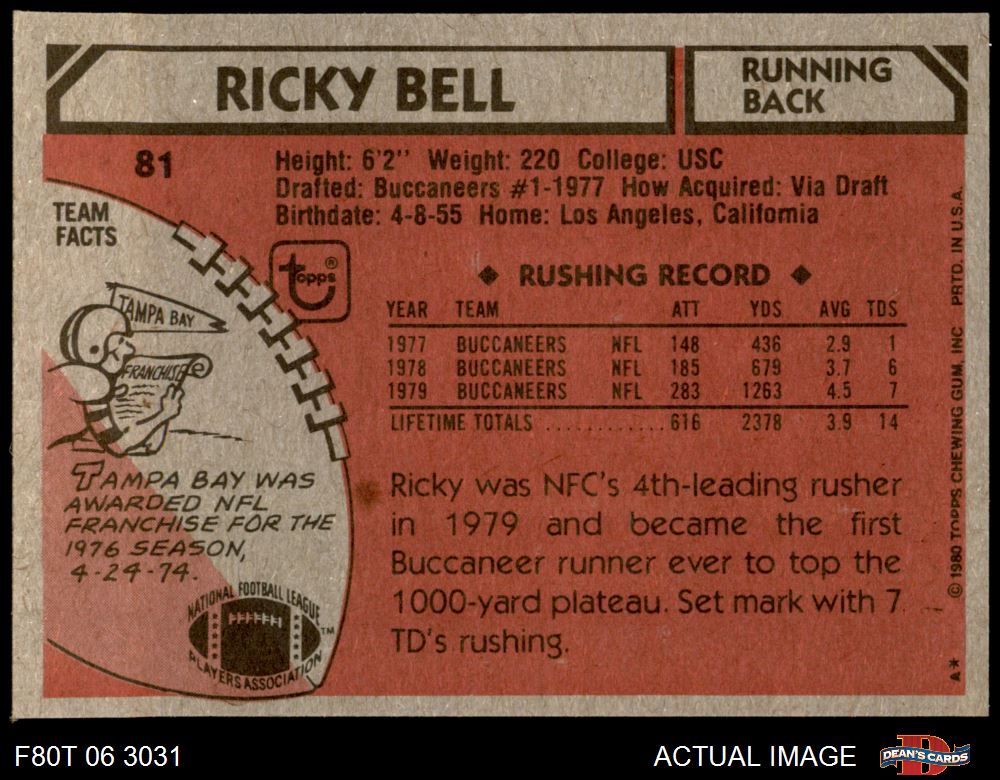 RICKY BELL
RUNNING
BACK
81
Height: 6'2" Weight: 220 College: USC
Drafted: Buccaneers #1-1977 How Acquired: Via Draft
Birthdate: 4-8-55 Home: Los Angeles, California
TEAM
FACTS
topps ®
◆ RUSHING RECORD ◆
YEAR TEAM ATT YDS AVG TDS
1977 BUCCANEERS NFL 148 436 2.9 1
1978 BUCCANEERS NFL 185 679 3.7 6
1979 BUCCANEERS NFL 283 1263 4.5 7
LIFETIME TOTALS ............ 616 2378 3.9 14
TAMPA BAY
FRANCHISE
TAMPA BAY WAS
AWARDED NFL
FRANCHISE FOR THE
1976 SEASON,
4-24-74.
Ricky was NFC's 4th-leading rusher
in 1979 and became the first
Buccaneer runner ever to top the
1000-yard plateau. Set mark with 7
TD's rushing.
NATIONAL FOOTBALL LEAGUE
PLAYERS ASSOCIATION
TM
A** © 1980 TOPPS CHEWING GUM, INC PRTD. IN U.S.A.
F80T 06 3031
ACTUAL IMAGE
D
DEAN'S CARDS